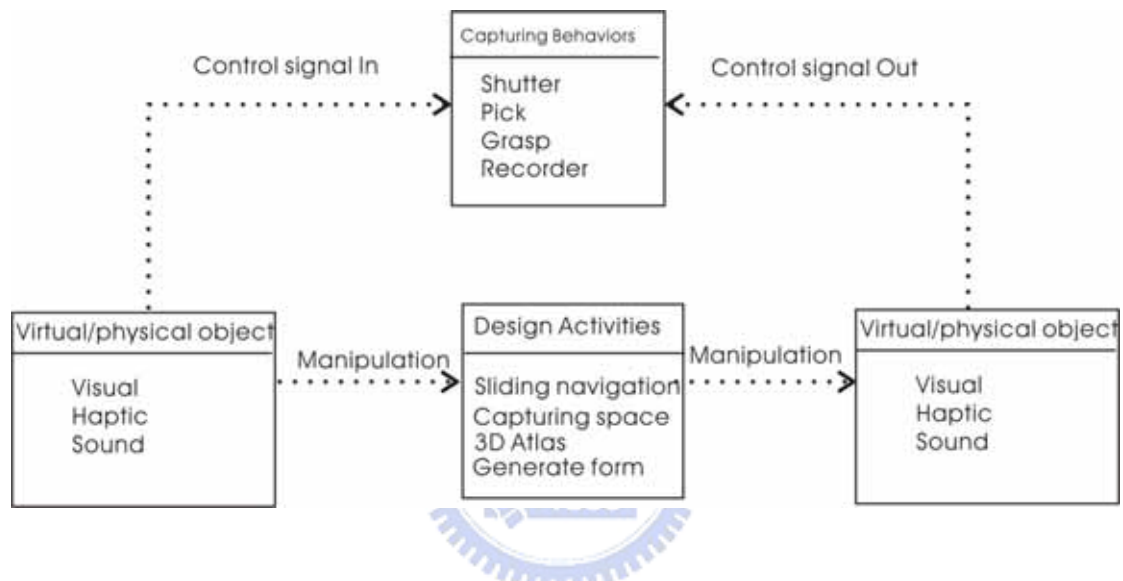 Capturing Behaviors
Control signal In
Control signal Out
Shutter
Pick
Grasp
Recorder
Virtual/physical object
Visual
Haptic
Sound
Manipulation
Design Activities
Sliding navigation
Capturing space
3D Atlas
Generate form
Manipulation
Virtual/physical object
Visual
Haptic
Sound